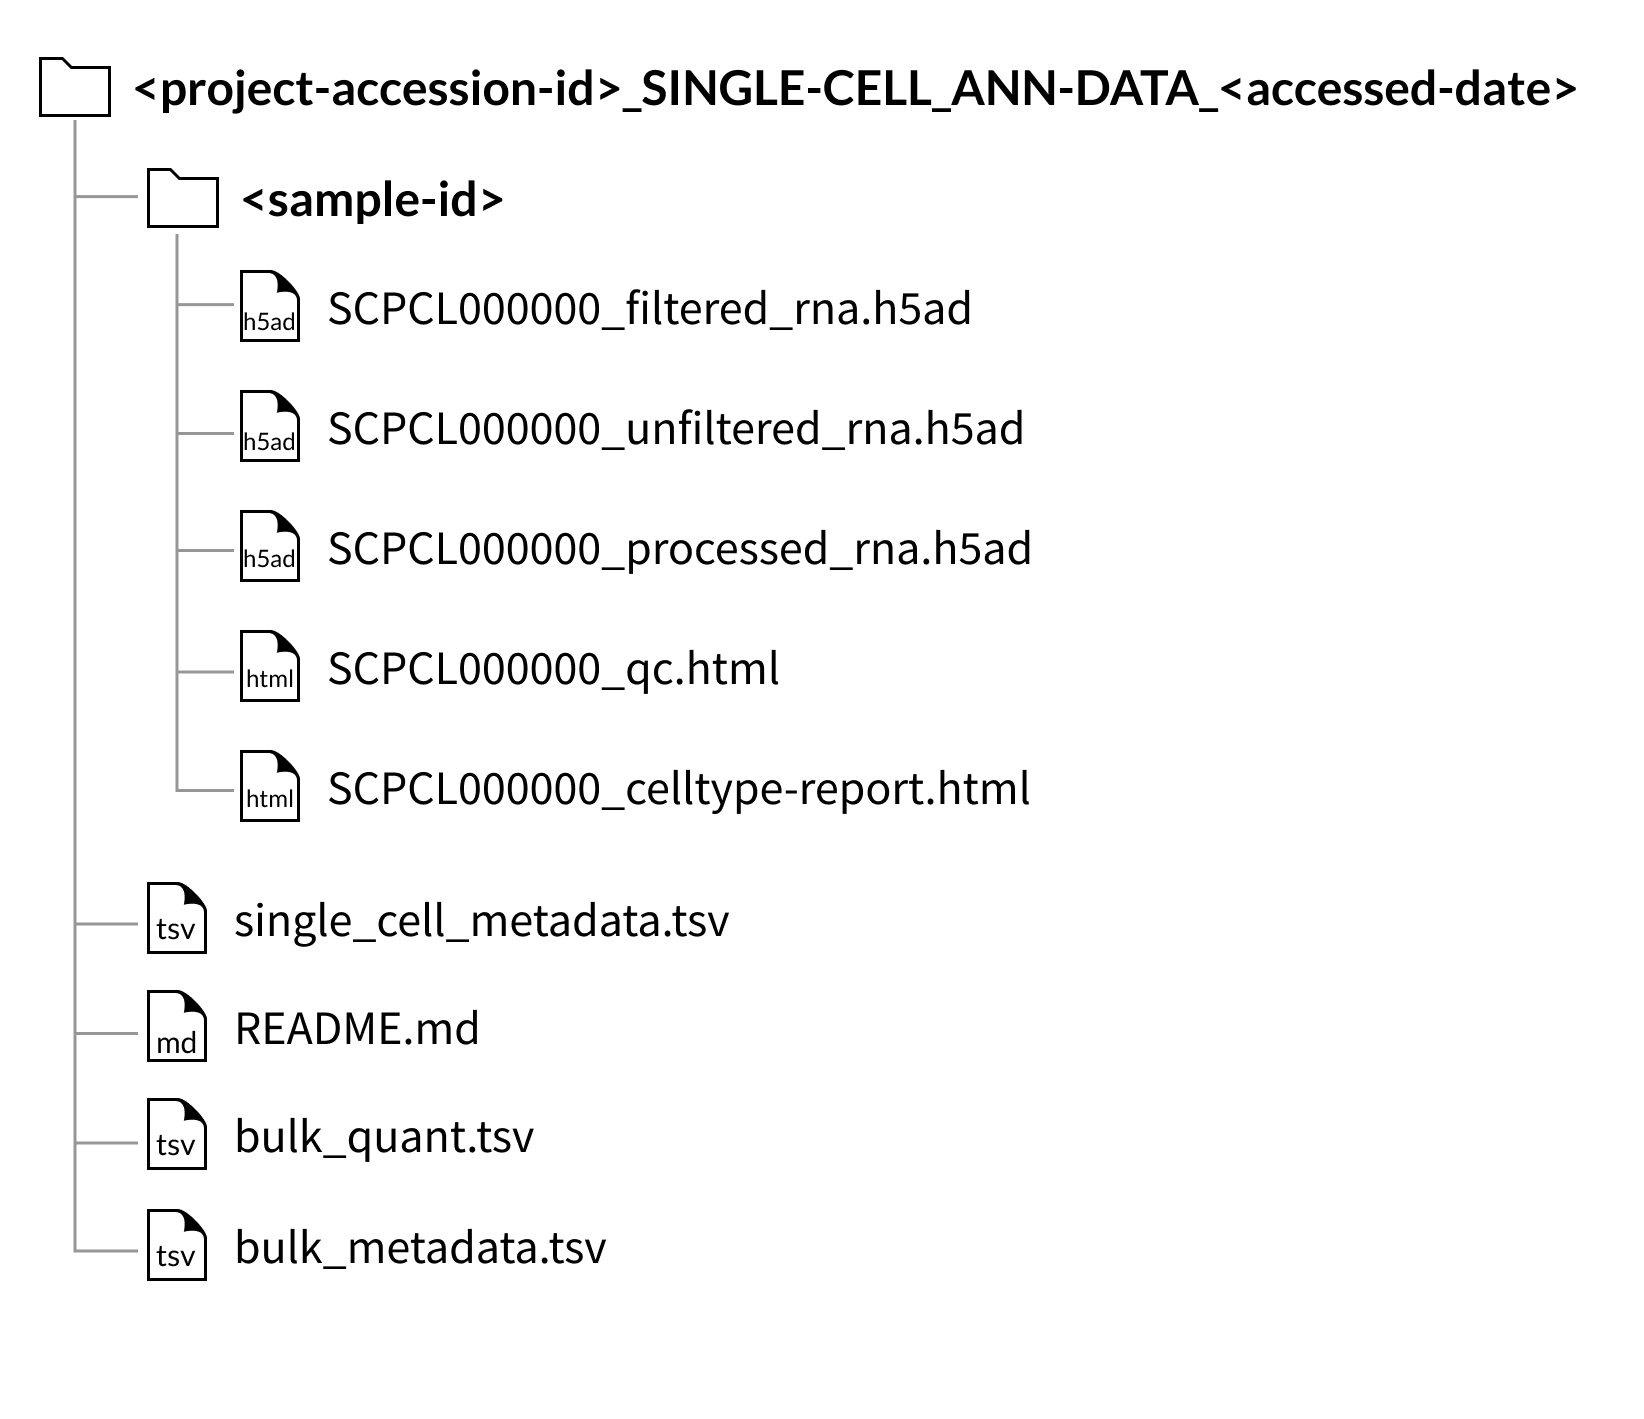 <project-accession-id>_SINGLE-CELL_ANN-DATA_<accessed-date>
<sample-id>
h5ad SCPCL000000_filtered_rna.h5ad
h5ad SCPCL000000_unfiltered_rna.h5ad
h5ad SCPCL000000_processed_rna.h5ad
html SCPCL000000_qc.html
html SCPCL000000_celltype-report.html
tsv single_cell_metadata.tsv
md README.md
tsv bulk_quant.tsv
tsv bulk_metadata.tsv